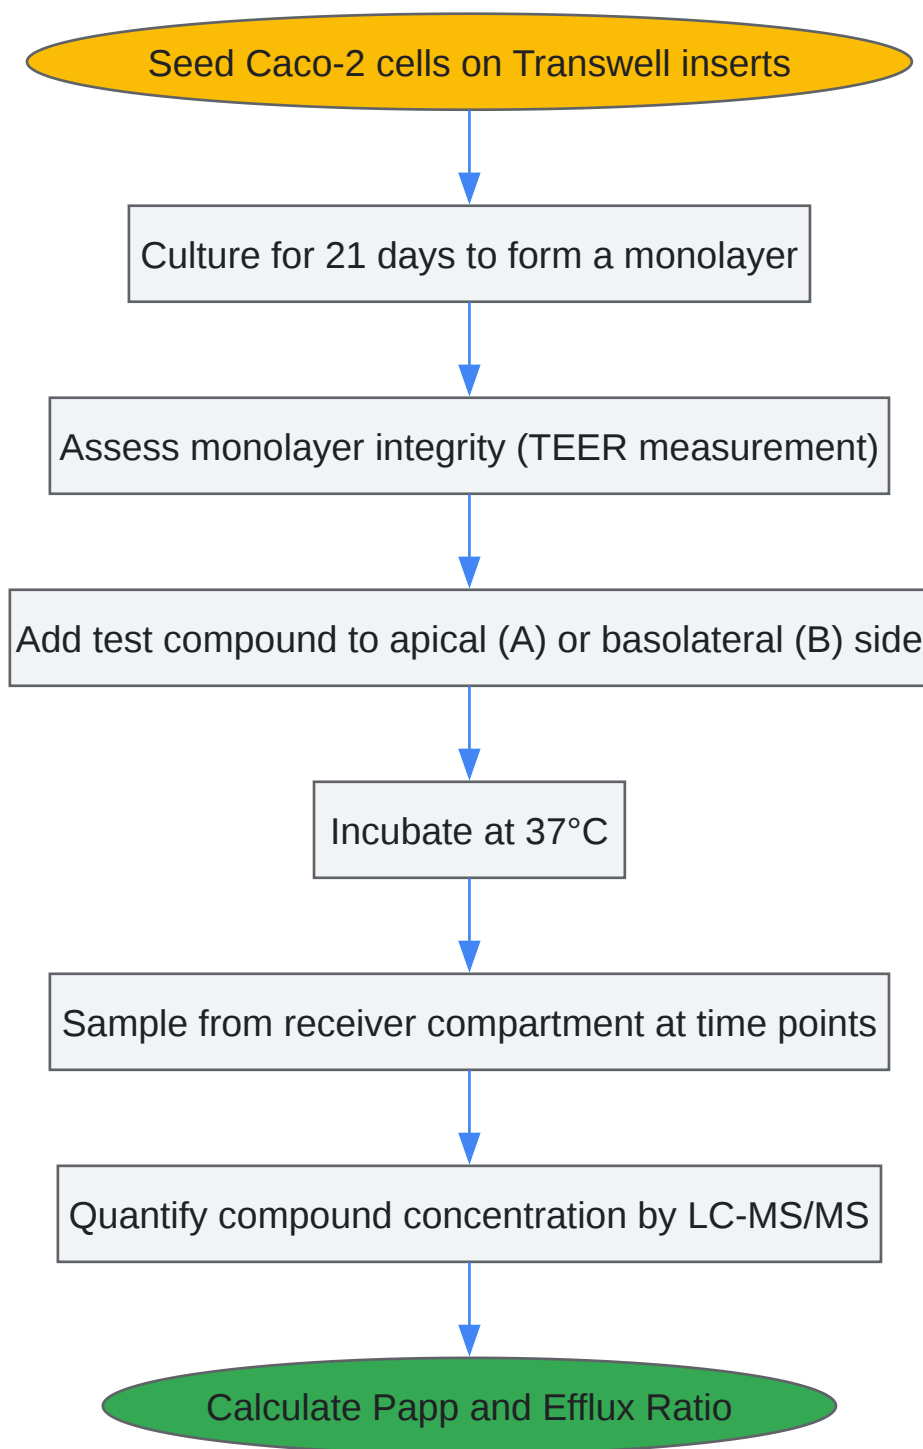 Seed Caco-2 cells on Transwell inserts
Culture for 21 days to form a monolayer
Assess monolayer integrity (TEER measurement)
Add test compound to apical (A) or basolateral (B) side
Incubate at 37°C
Sample from receiver compartment at time points
Quantify compound concentration by LC-MS/MS
Calculate Papp and Efflux Ratio